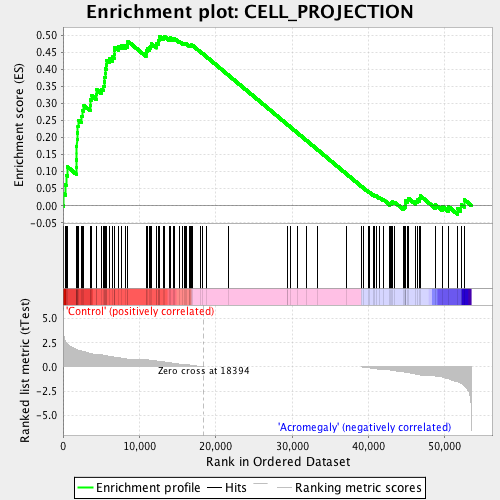 Enrichment plot: CELL_PROJECTION
Enrichment score (ES)
0.50
0.45
0.40
0.35
0.30
0.25
0.20
0.15
0.10
0.05
0.00
-0.05
'Control' (positively correlated)
Ranked list metric (tTest)
5.0
2.5
0.0
-2.5
-5.0
Zero cross at 18394
'Acromegaly' (negatively correlated)
0 10,000 20,000 30,000 40,000 50,000
Rank in Ordered Dataset
Enrichment profile Hits Ranking metric scores